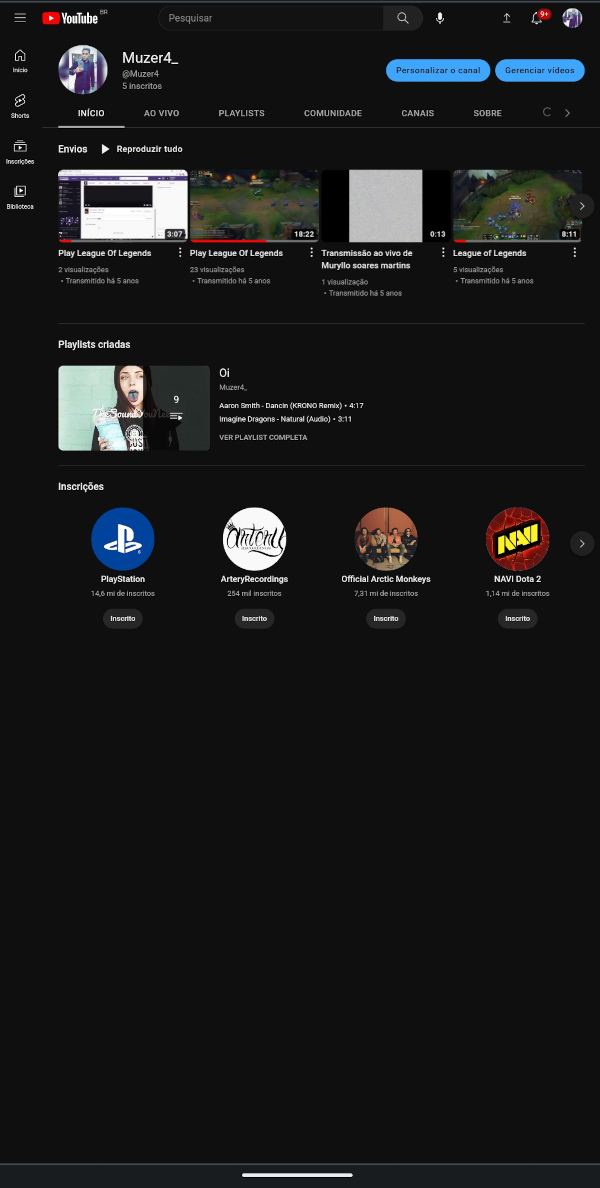 YouTube BR
Pesquisar
9+
Início
Shorts
Inscrições
Biblioteca
Muzer4_
@Muzer4
5 inscritos
Personalizar o canal
Gerenciar vídeos
INÍCIO
AO VIVO
PLAYLISTS
COMUNIDADE
CANAIS
SOBRE
Envios
Reproduzir tudo
3:07
18:22
0:13
8:11
Play League Of Legends
2 visualizações
• Transmitido há 5 anos
Play League Of Legends
23 visualizações
• Transmitido há 5 anos
Transmissão ao vivo de
Muryllo soares martins
1 visualização
• Transmitido há 5 anos
League of Legends
5 visualizações
• Transmitido há 5 anos
Playlists criadas
9
Oi
Muzer4_
Aaron Smith - Dancin (KRONO Remix) • 4:17
Imagine Dragons - Natural (Audio) • 3:11
VER PLAYLIST COMPLETA
Inscrições
Artery
NAVI
PlayStation
14,6 mi de inscritos
Inscrito
ArteryRecordings
254 mil inscritos
Inscrito
Official Arctic Monkeys
7,31 mi de inscritos
Inscrito
NAVI Dota 2
1,14 mi de inscritos
Inscrito